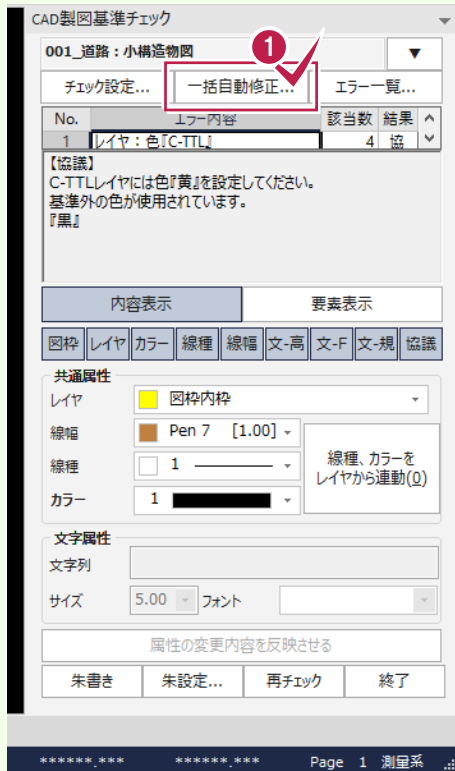 CAD製図基準チェック
001_道路：小構造物図
1
チェック設定... 一括自動修正... エラー一覧...
No. エラー内容 該当数 結果
1 レイヤ：色『C-TTL』 4 協
【協議】
C-TTLレイヤには色『黄』を設定してください。
基準外の色が使用されています。
『黒』
内容表示 要素表示
図枠 レイヤ カラー 線種 線幅 文-高 文-F 文-規 協議
共通属性
レイヤ 図枠内枠
線幅 Pen 7 [1.00]
線種 1
カラー 1
線種、カラーを
レイヤから連動(0)
文字属性
文字列
サイズ 5.00 フォント
属性の変更内容を反映させる
朱書き 朱設定... 再チェック 終了
******.*** ******.*** Page 1 測量系